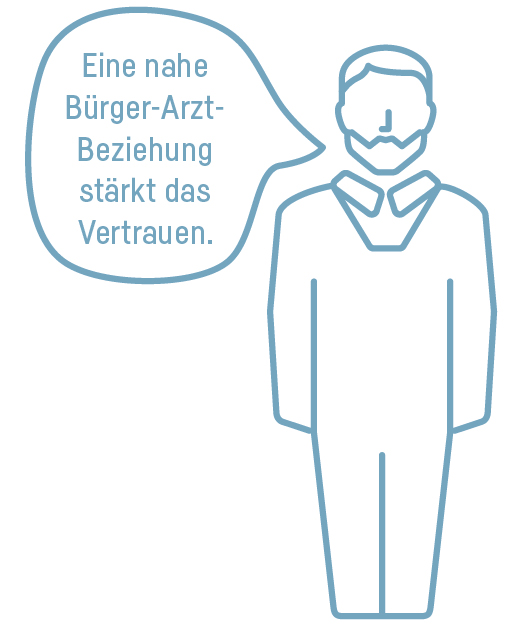 Eine nahe
Bürger-Arzt-
Beziehung
stärkt das
Vertrauen.